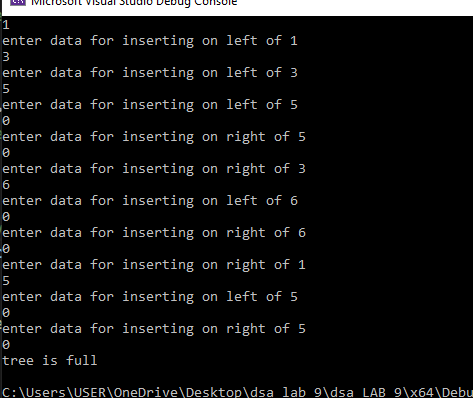 Microsoft Visual Studio Debug Console
1
enter data for inserting on left of 1
3
enter data for inserting on left of 3
5
enter data for inserting on left of 5
0
enter data for inserting on right of 5
0
enter data for inserting on right of 3
6
enter data for inserting on left of 6
0
enter data for inserting on right of 6
0
enter data for inserting on right of 1
5
enter data for inserting on left of 5
0
enter data for inserting on right of 5
0
tree is full
C:\Users\USER\OneDrive\Desktop\dsa lab 9\dsa LAB 9\x64\Debu